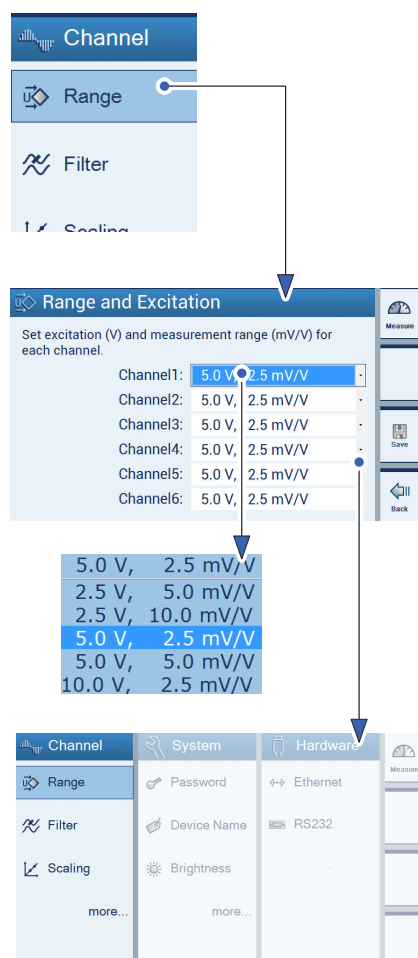 Channel
Range
Filter
Scaling
Range and Excitation
Measure
Set excitation (V) and measurement range (mV/V) for
each channel.
Channel1: 5.0 V, 2.5 mV/V
Channel2: 5.0 V, 2.5 mV/V
Channel3: 5.0 V, 2.5 mV/V
Channel4: 5.0 V, 2.5 mV/V
Save
Channel5: 5.0 V, 2.5 mV/V
Channel6: 5.0 V, 2.5 mV/V
Back
5.0 V, 2.5 mV/V
2.5 V, 5.0 mV/V
2.5 V, 10.0 mV/V
5.0 V, 2.5 mV/V
5.0 V, 5.0 mV/V
10.0 V, 2.5 mV/V
Channel System Hardware
Measure
Range Password Ethernet
Filter Device Name RS232
Scaling Brightness
more... more...